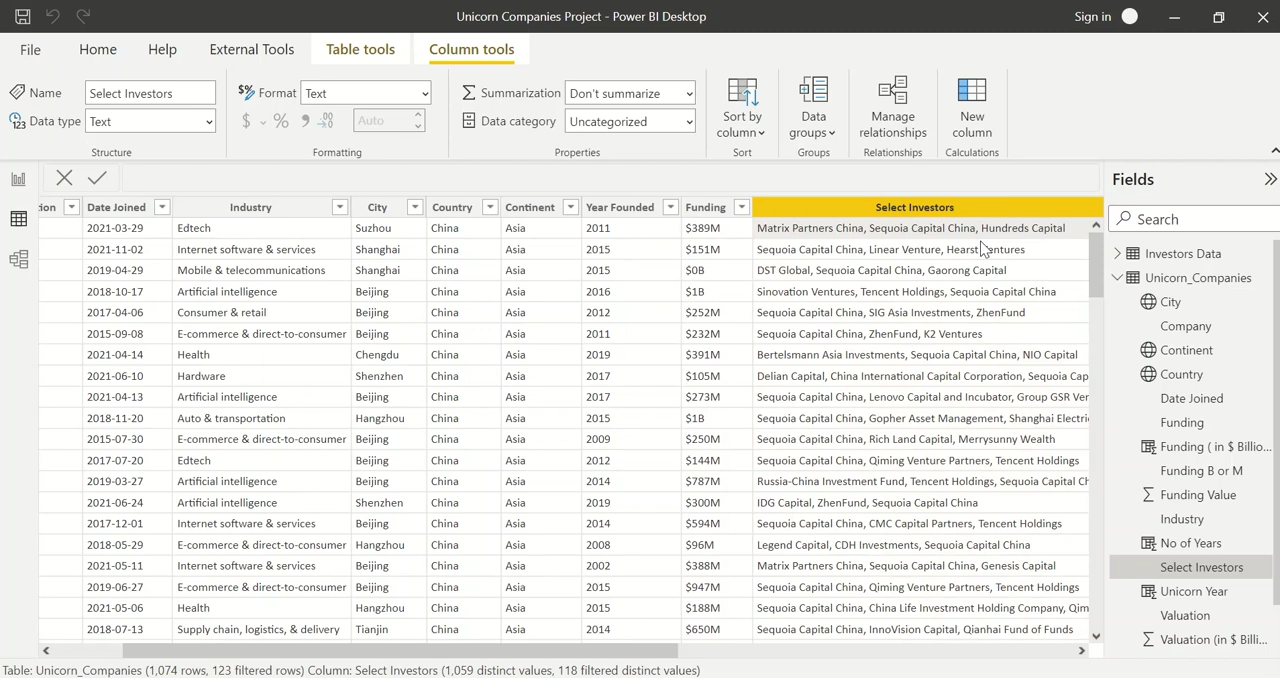 Unicorn Companies Project - Power BI Desktop
Sign in
File Home Help External Tools Table tools Column tools
Name Select Investors
$% Format Text
Summarization Don't summarize
Data type Text
$ % 9 .00 Auto
Data category Uncategorized
Sort by column
Data groups
Manage relationships
New column
Structure Formatting Properties Sort Groups Relationships Calculations
Fields
Search
tion Date Joined Industry City Country Continent Year Founded Funding Select Investors
2021-03-29 Edtech Suzhou China Asia 2011 $389M Matrix Partners China, Sequoia Capital China, Hundreds Capital
2021-11-02 Internet software & services Shanghai China Asia 2015 $151M Sequoia Capital China, Linear Venture, Hearst
2019-04-29 Mobile & telecommunications Shanghai China Asia 2015 $0B DST Global, Sequoia Capital China, Gaorong Capital
2018-10-17 Artificial intelligence Beijing China Asia 2016 $1B Sinovation Ventures, Tencent Holdings, Sequoia Capital China
2017-04-06 Consumer & retail Beijing China Asia 2012 $252M Sequoia Capital China, SIG Asia Investments, ZhenFund
2015-09-08 E-commerce & direct-to-consumer Beijing China Asia 2011 $232M Sequoia Capital China, ZhenFund, K2 Ventures
2021-04-14 Health Chengdu China Asia 2019 $391M Bertelsmann Asia Investments, Sequoia Capital China, NIO Capital
2021-06-10 Hardware Shenzhen China Asia 2017 $105M Delian Capital, China International Capital Corporation, Sequoia Cap
2021-04-13 Artificial intelligence Beijing China Asia 2017 $273M Sequoia Capital China, Lenovo Capital and Incubator, Group GSR Ver
2018-11-20 Auto & transportation Hangzhou China Asia 2015 $1B Sequoia Capital China, Gopher Asset Management, Shanghai Electri
2015-07-30 E-commerce & direct-to-consumer Beijing China Asia 2009 $250M Sequoia Capital China, Rich Land Capital, Merrysunny Wealth
2017-07-20 Edtech Beijing China Asia 2012 $144M Sequoia Capital China, Qiming Venture Partners, Tencent Holdings
2019-03-27 Artificial intelligence Beijing China Asia 2014 $787M Russia-China Investment Fund, Tencent Holdings, Sequoia Capital Ch
2021-06-24 Artificial intelligence Shenzhen China Asia 2019 $300M IDG Capital, ZhenFund, Sequoia Capital China
2017-12-01 Internet software & services Beijing China Asia 2014 $594M Sequoia Capital China, CMC Capital Partners, Tencent Holdings
2018-05-29 E-commerce & direct-to-consumer Hangzhou China Asia 2008 $96M Legend Capital, CDH Investments, Sequoia Capital China
2021-05-11 Internet software & services Beijing China Asia 2002 $388M Matrix Partners China, Sequoia Capital China, Genesis Capital
2019-06-27 E-commerce & direct-to-consumer Beijing China Asia 2015 $947M Sequoia Capital China, Qiming Venture Partners, Tencent Holdings
2021-05-06 Health Hangzhou China Asia 2015 $188M Sequoia Capital China, China Life Investment Holding Company, Qim
2018-07-13 Supply chain, logistics, & delivery Tianjin China Asia 2014 $650M Sequoia Capital China, InnoVision Capital, Qianhai Fund of Funds
Investors Data
Unicorn_Companies
City
Company
Continent
Country
Date Joined
Funding
Funding ( in $ Billio...
Funding B or M
Funding Value
Industry
No of Years
Select Investors
Unicorn Year
Valuation
Valuation (in $ Billi...
Table: Unicorn_Companies (1,074 rows, 123 filtered rows) Column: Select Investors (1,059 distinct values, 118 filtered distinct values)